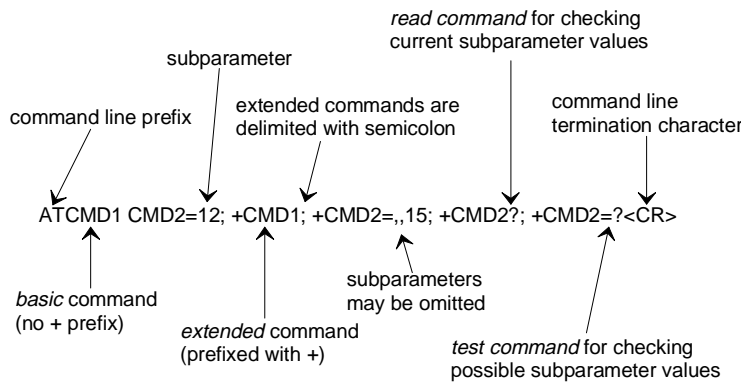 read command for checking
current subparameter values
subparameter
extended commands are
delimited with semicolon
command line
termination character
command line prefix
ATCMD1 CMD2=12; +CMD1; +CMD2=,,15; +CMD2?; +CMD2=?<CR>
basic command
(no + prefix)
extended command
(prefixed with +)
subparameters
may be omitted
test command for checking
possible subparameter values